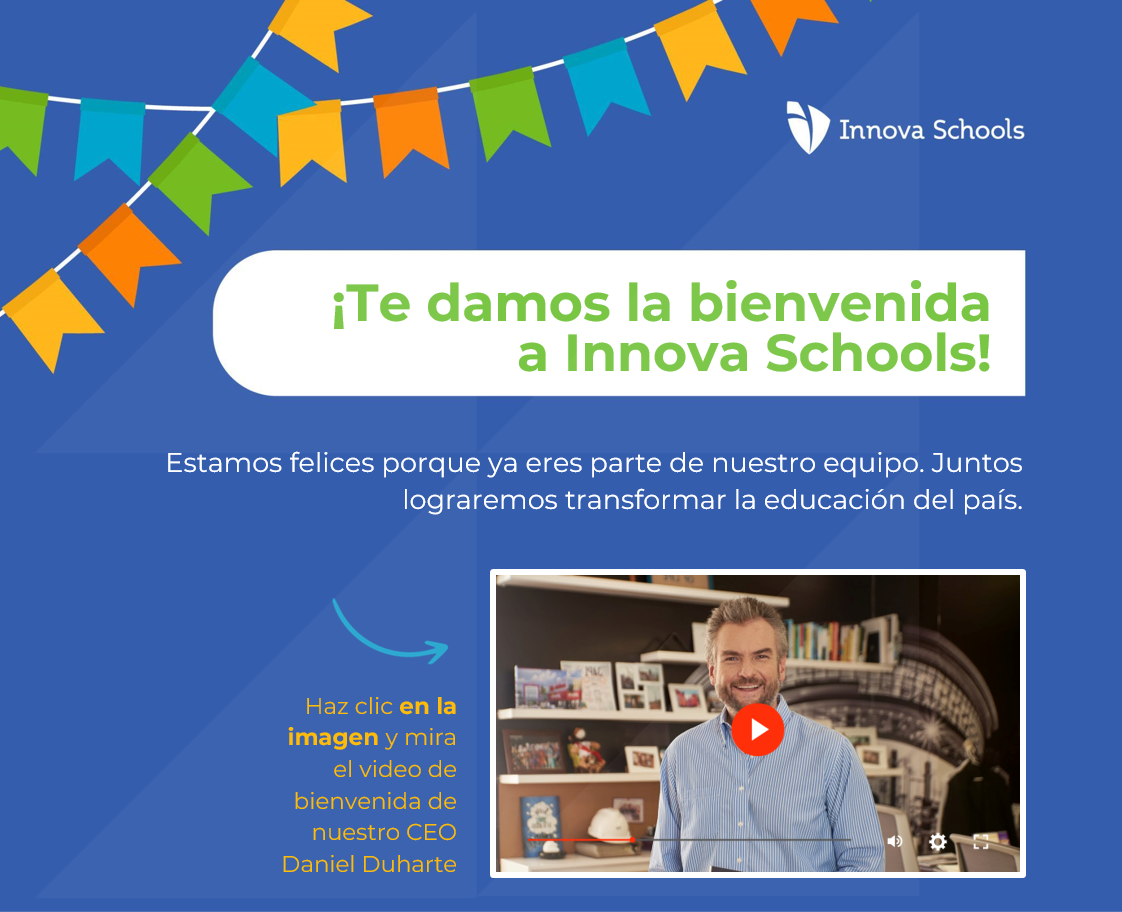 Innova Schools
¡Te damos la bienvenida
a Innova Schools!
Estamos felices porque ya eres parte de nuestro equipo. Juntos
lograremos transformar la educación del país.
Haz clic en la
imagen y mira
el video de
bienvenida de
nuestro CEO
Daniel Duharte